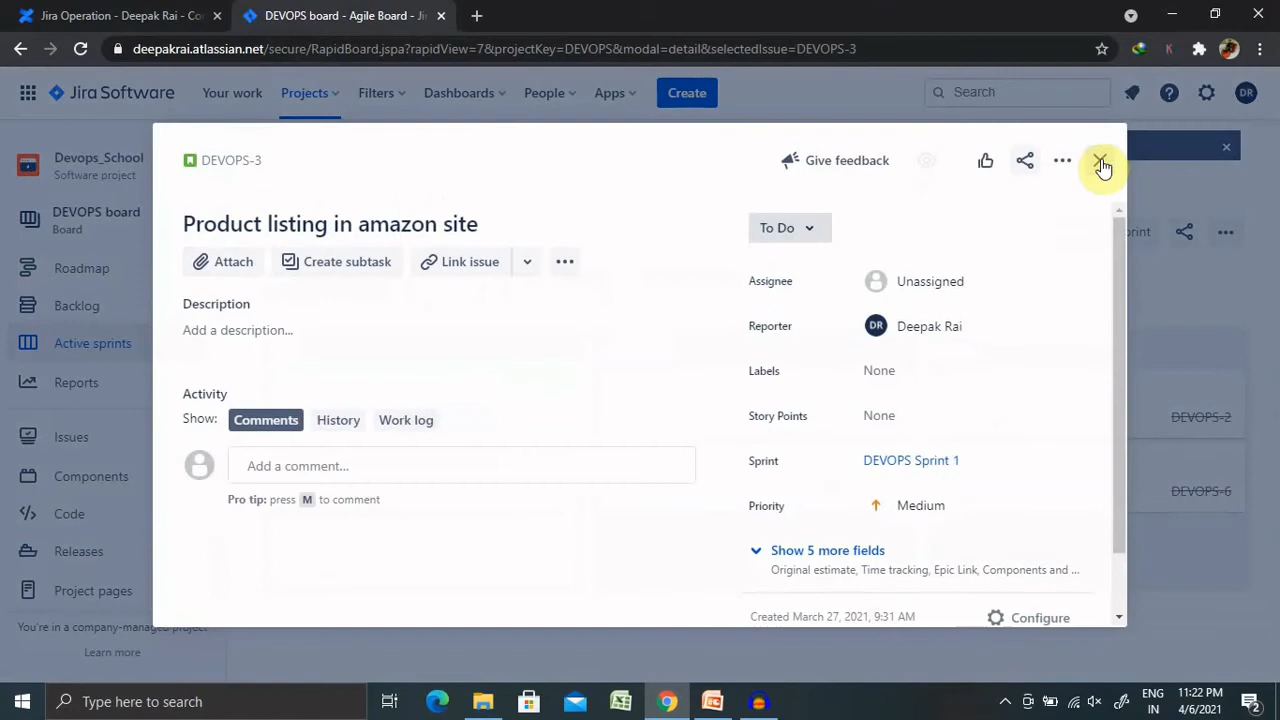 Jira Operation - Deepak Rai - Co
DEVOPS board - Agile Board - Ji
deepakrai.atlassian.net/secure/RapidBoard.jspa?rapidView=7&projectKey=DEVOPS&modal=detail&selectedIssue=DEVOPS-3
K
Jira Software
Your work
Projects
Filters
Dashboards
People
Apps
Create
Search
DR
Devops_School
Software project
DEVOPS board
Board
Roadmap
Backlog
Active sprints
Reports
Issues
Components
Code
Releases
Project pages
You're in a company-managed project
Learn more
DEVOPS-3
Give feedback
Product listing in amazon site
Attach
Create subtask
Link issue
Description
Add a description...
Activity
Show:
Comments
History
Work log
Add a comment...
Pro tip: press M to comment
To Do
Assignee
Unassigned
Reporter
DR
Deepak Rai
Labels
None
Story Points
None
Sprint
DEVOPS Sprint 1
Priority
Medium
Show 5 more fields
Original estimate, Time tracking, Epic Link, Components and ...
Created March 27, 2021, 9:31 AM
Configure
DEVOPS-2
DEVOPS-6
Type here to search
ENG
IN
11:22 PM
4/6/2021
2